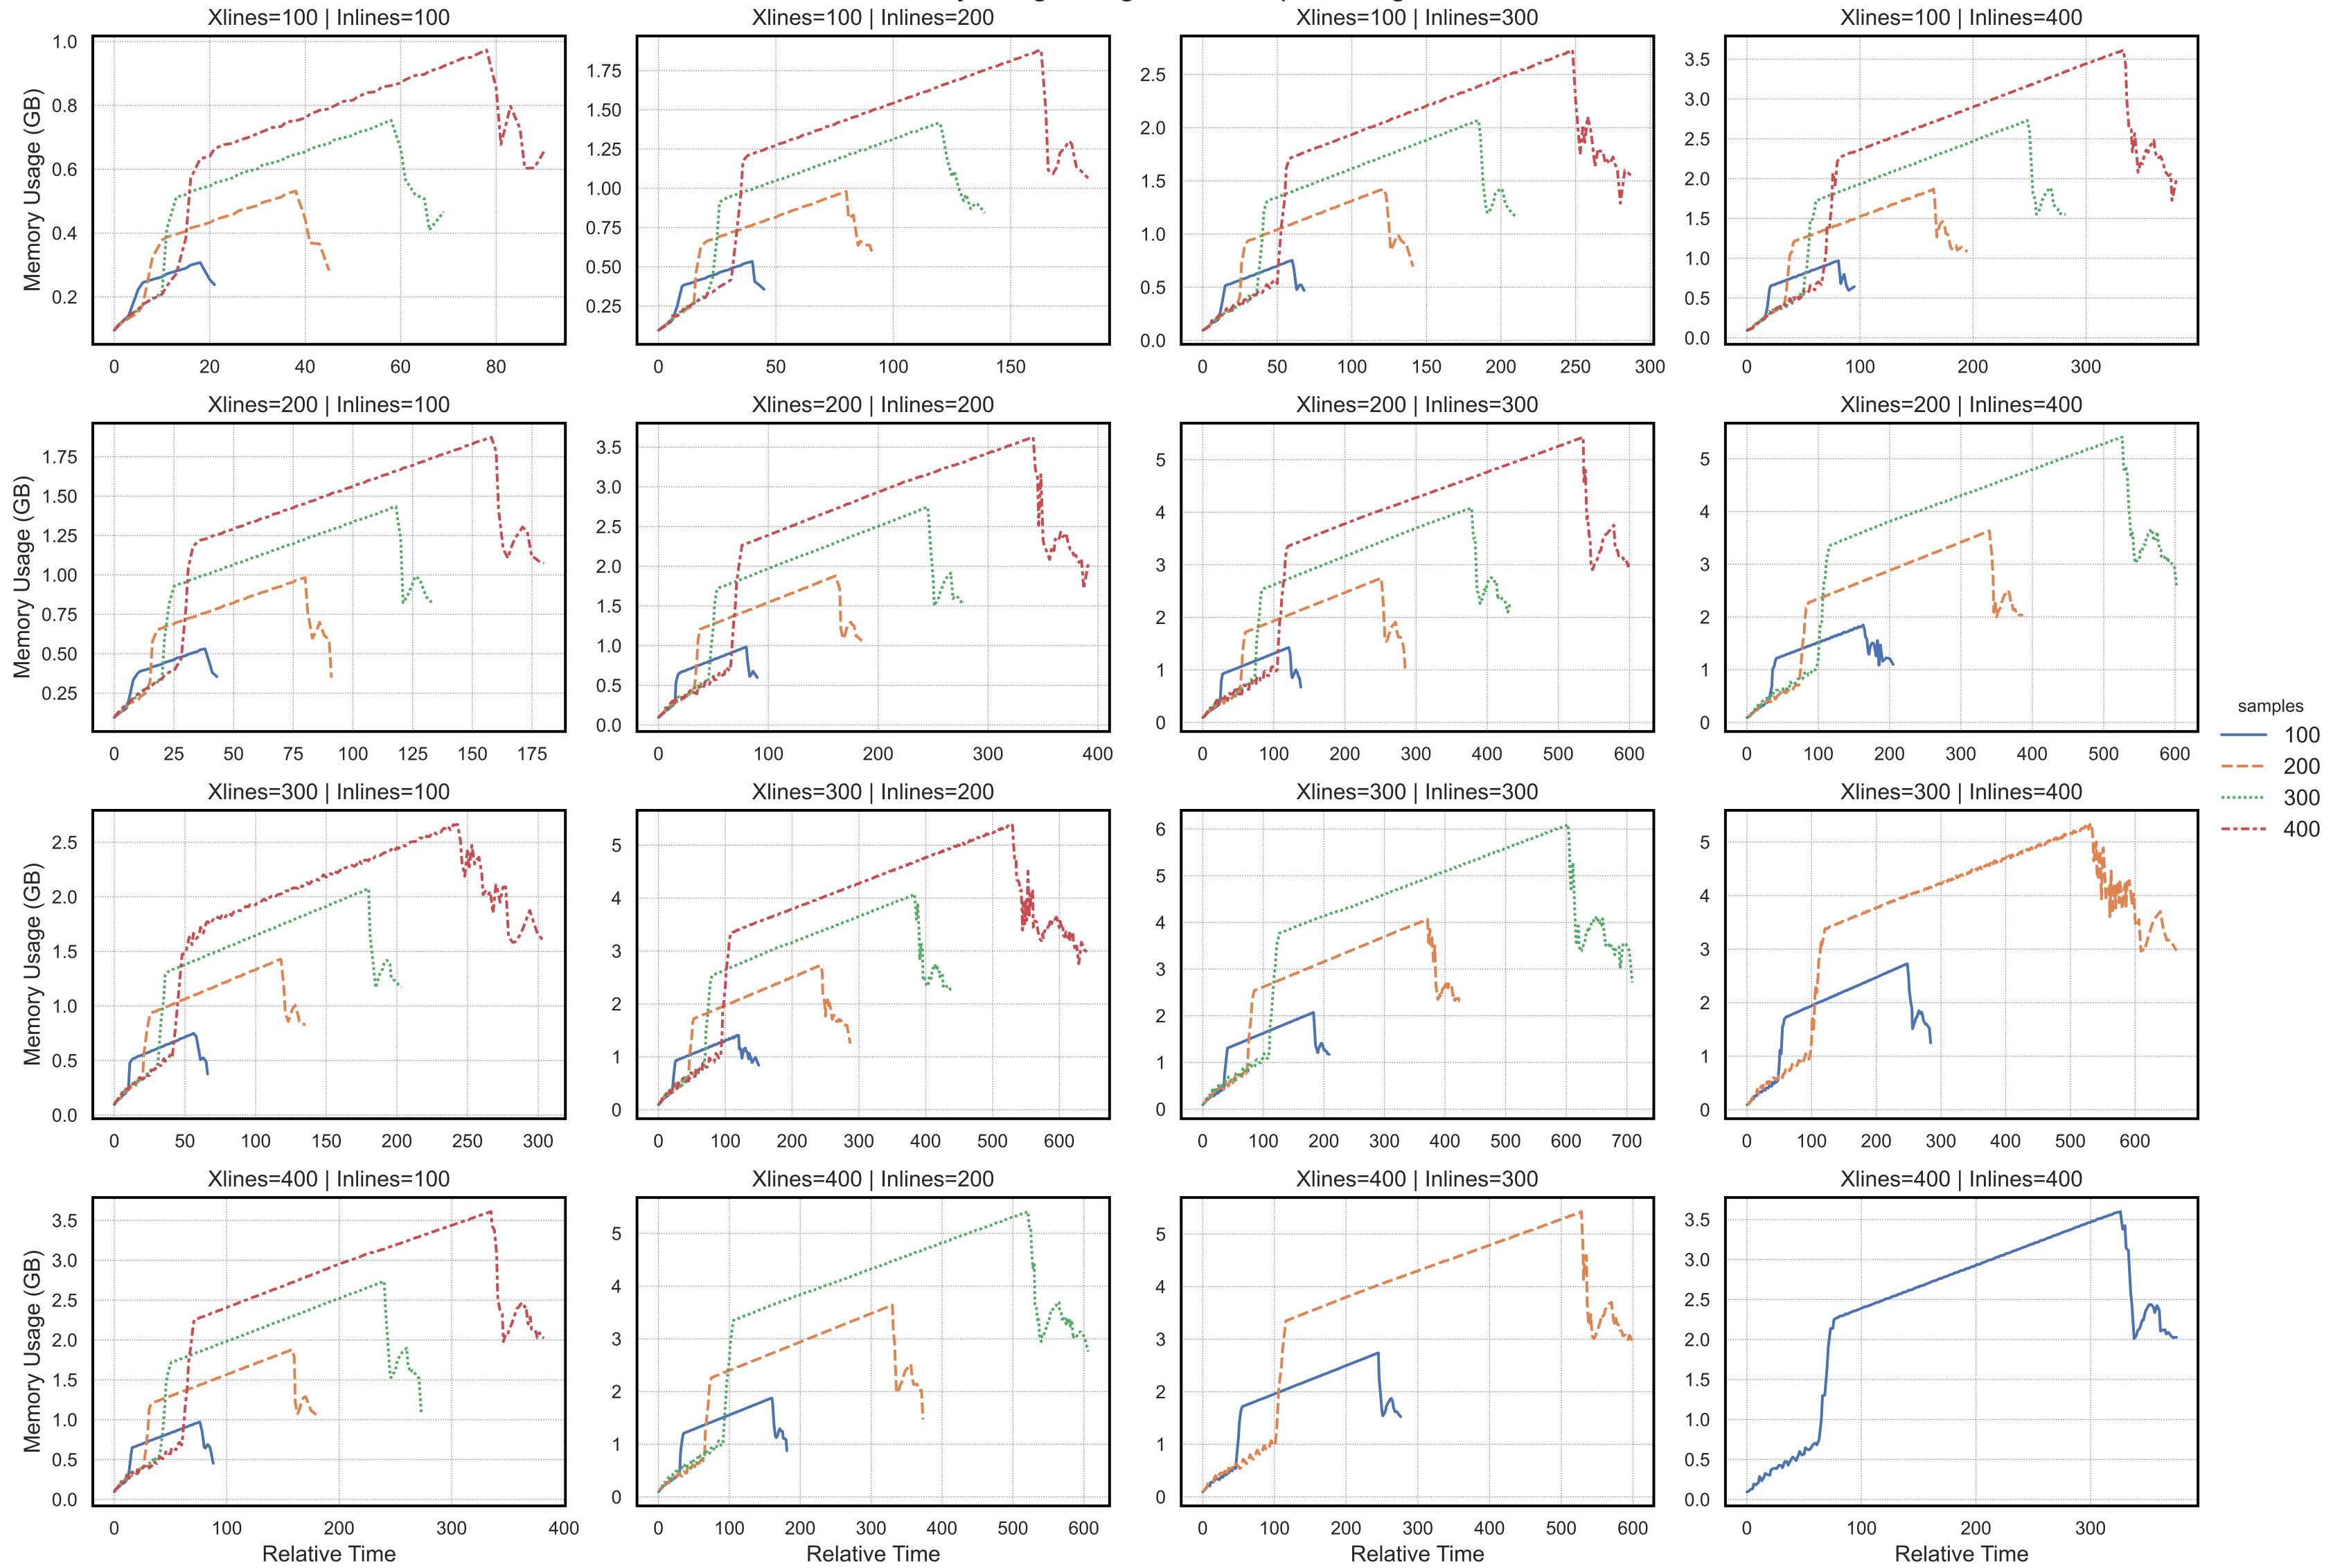 Xlines=100 | Inlines=100
Xlines=100 | Inlines=200
Xlines=100 | Inlines=300
Xlines=100 | Inlines=400
Memory Usage (GB)
1.0
0.8
0.6
0.4
0.2
0 20 40 60 80
1.75
1.50
1.25
1.00
0.75
0.50
0.25
0 50 100 150
2.5
2.0
1.5
1.0
0.5
0.0
0 50 100 150 200 250 300
3.5
3.0
2.5
2.0
1.5
1.0
0.5
0.0
0 100 200 300
Xlines=200 | Inlines=100
Xlines=200 | Inlines=200
Xlines=200 | Inlines=300
Xlines=200 | Inlines=400
Memory Usage (GB)
1.75
1.50
1.25
1.00
0.75
0.50
0.25
0 25 50 75 100 125 150 175
3.5
3.0
2.5
2.0
1.5
1.0
0.5
0.0
0 100 200 300 400
5
4
3
2
1
0
0 100 200 300 400 500 600
5
4
3
2
1
0
0 100 200 300 400 500 600
samples
100
200
300
400
Xlines=300 | Inlines=100
Xlines=300 | Inlines=200
Xlines=300 | Inlines=300
Xlines=300 | Inlines=400
Memory Usage (GB)
2.5
2.0
1.5
1.0
0.5
0.0
0 50 100 150 200 250 300
5
4
3
2
1
0
0 100 200 300 400 500 600
6
5
4
3
2
1
0
0 100 200 300 400 500 600 700
5
4
3
2
1
0
0 100 200 300 400 500 600
Xlines=400 | Inlines=100
Xlines=400 | Inlines=200
Xlines=400 | Inlines=300
Xlines=400 | Inlines=400
Memory Usage (GB)
3.5
3.0
2.5
2.0
1.5
1.0
0.5
0.0
0 100 200 300 400
Relative Time
5
4
3
2
1
0
0 100 200 300 400 500 600
Relative Time
5
4
3
2
1
0
0 100 200 300 400 500 600
Relative Time
3.5
3.0
2.5
2.0
1.5
1.0
0.5
0.0
0 100 200 300
Relative Time